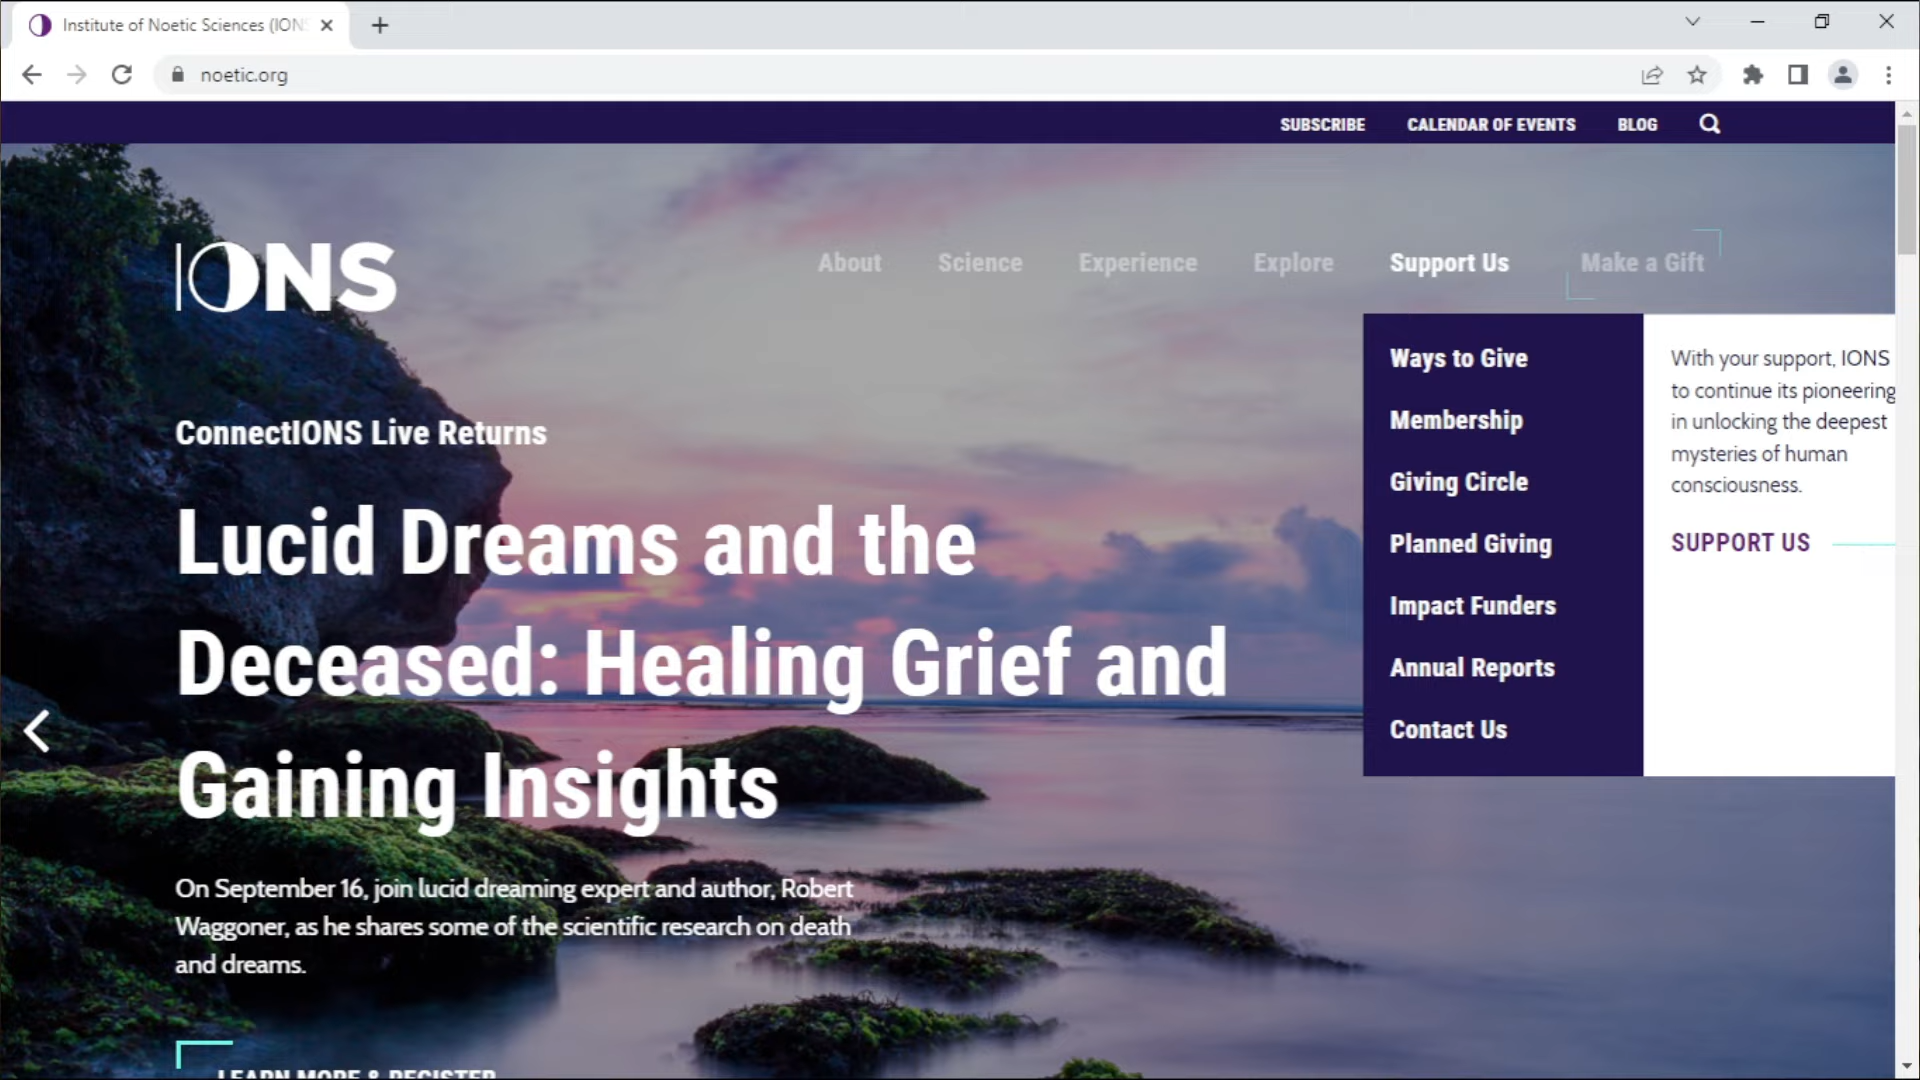 Institute of Noetic Sciences (IONS
noetic.org
SUBSCRIBE
CALENDAR OF EVENTS
BLOG
IONS
About
Science
Experience
Explore
Support Us
Make a Gift
Ways to Give
Membership
Giving Circle
Planned Giving
Impact Funders
Annual Reports
Contact Us
With your support, IONS
to continue its pioneering
in unlocking the deepest
mysteries of human
consciousness.
SUPPORT US
ConnectIONS Live Returns
Lucid Dreams and the
Deceased: Healing Grief and
Gaining Insights
On September 16, join lucid dreaming expert and author, Robert
Waggoner, as he shares some of the scientific research on death
and dreams.
LEARN MORE & REGISTER